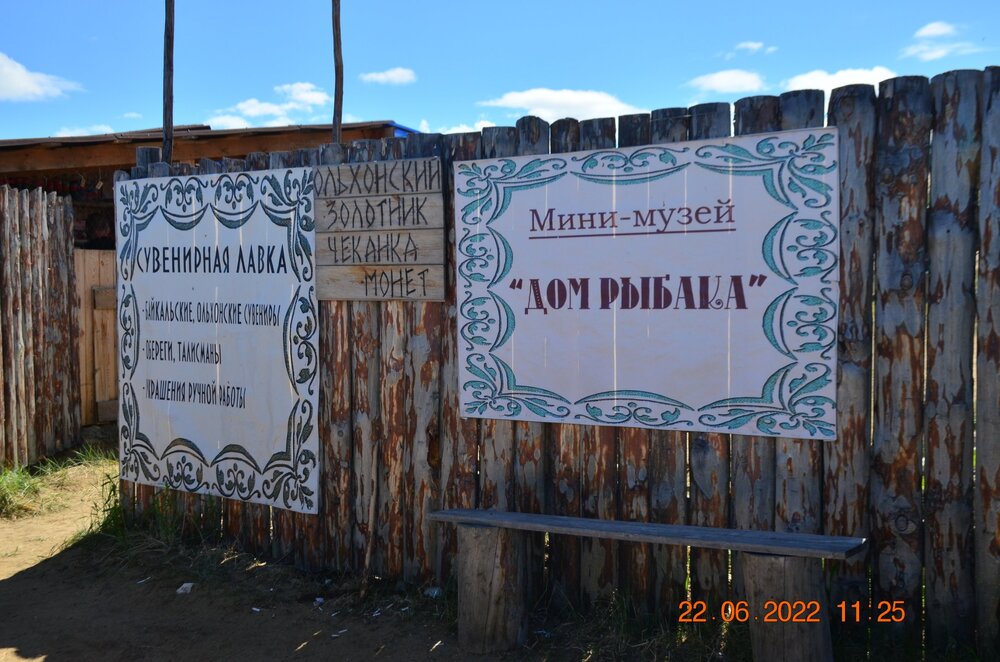 СУВЕНИРНАЯ ЛАВКА
- БАЙКАЛЬСКИЕ, ОЛЬХОНСКИЕ СУВЕНИРЫ
- ОБЕРЕГИ, ТАЛИСМАНЫ
- УКРАШЕНИЯ РУЧНОЙ РАБОТЫ
ОЛЬХОНСКИЙ
ЗОЛОТНИК
ЧЕКАНКА
МОНЕТ
Мини-музей
“ДОМ РЫБАКА”
22 06 2022 11 25